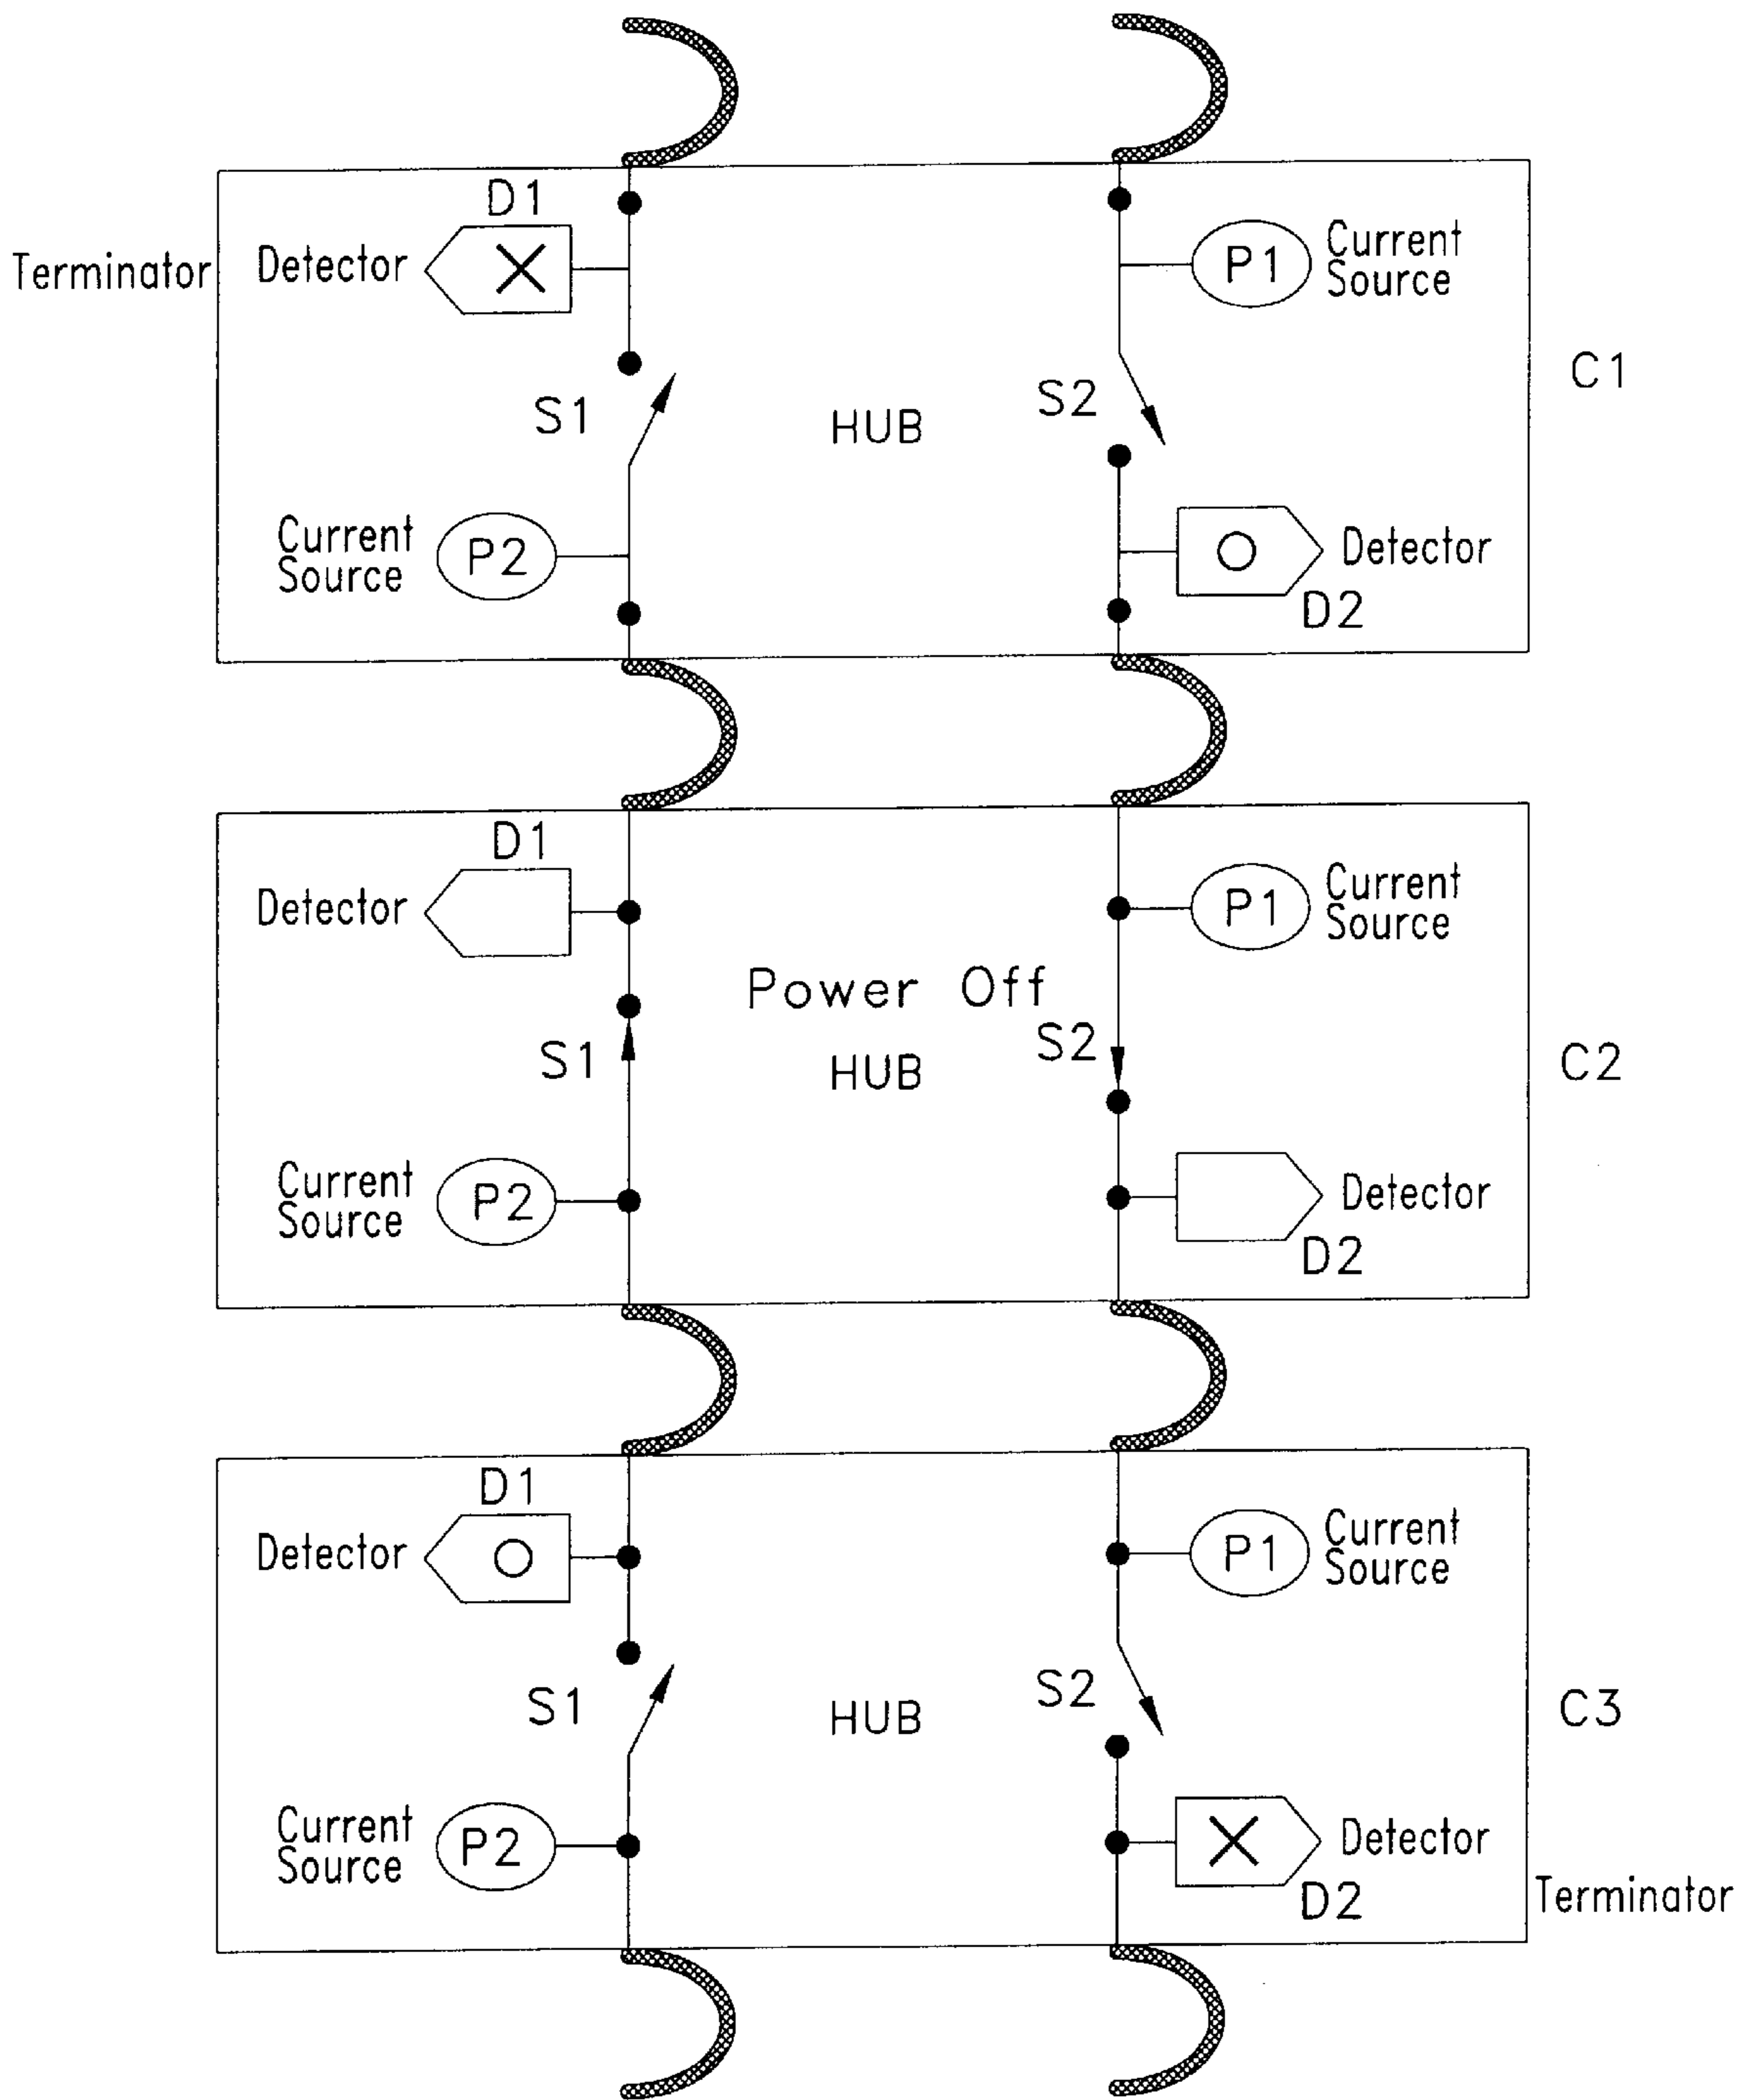 D1
Terminator
Detector
P1
Current
Source
C1
S1
S2
HUB
Current
Source
P2
Detector
D2
D1
Detector
P1
Current
Source
Power Off
S1
S2
HUB
C2
Current
Source
P2
Detector
D2
D1
Detector
P1
Current
Source
S1
S2
HUB
C3
Current
Source
P2
Detector
D2
Terminator